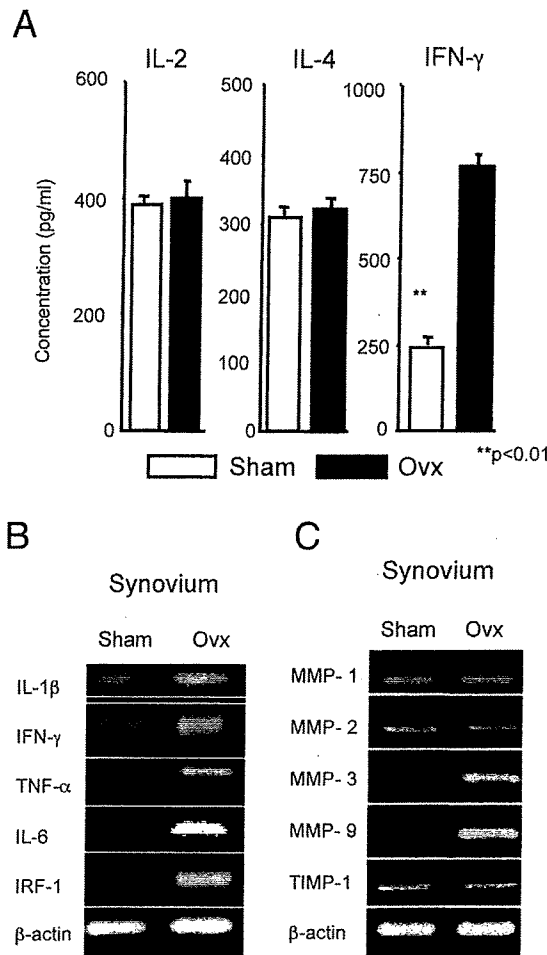 A
IL-2 IL-4 IFN-γ
Concentration (pg/ml)
600
400
200
0
500
400
300
200
100
0
1000
750
500
250
0
**
**p<0.01
Sham Ovx
B
Synovium
Sham Ovx
IL-1β
IFN-γ
TNF-α
IL-6
IRF-1
β-actin
C
Synovium
Sham Ovx
MMP- 1
MMP- 2
MMP- 3
MMP- 9
TIMP-1
β-actin